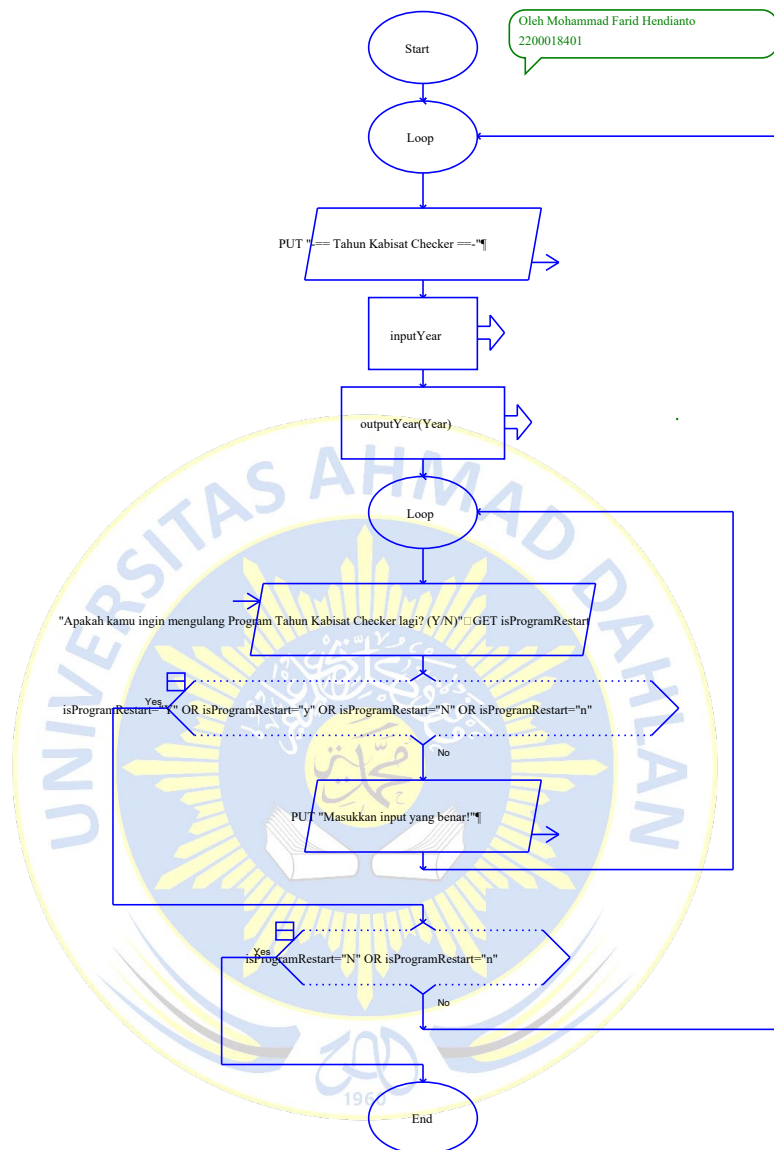 Oleh Mohammad Farid Hendianto
2200018401
Start
Loop
PUT "-== Tahun Kabisat Checker ==-"¶
inputYear
outputYear(Year)
Loop
"Apakah kamu ingin mengulang Program Tahun Kabisat Checker lagi? (Y/N)"□GET isProgramRestart
Yes
isProgramRestart="Y" OR isProgramRestart="y" OR isProgramRestart="N" OR isProgramRestart="n"
No
PUT "Masukkan input yang benar!"¶
Yes
isProgramRestart="N" OR isProgramRestart="n"
No
End
UNIVERSITAS AHMAD DAHLAN
1960